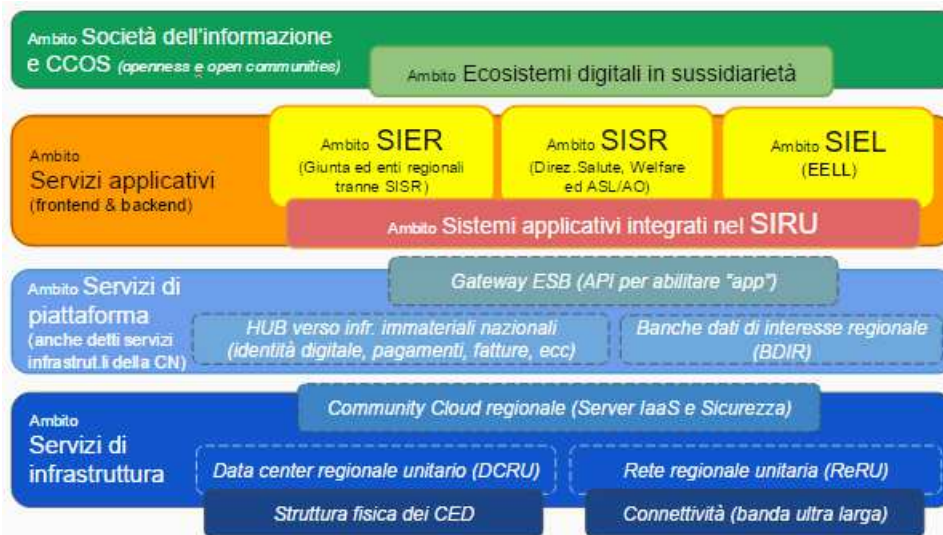 Ambito Società dell'informazione
e CCOS (openness e open communities)
Ambito Ecosistemi digitali in sussidiarietà
Ambito
Servizi applicativi
(frontend & backend)
Ambito SIER
(Giunta ed enti regionali
tranne SISR)
Ambito SISR
(Direz.Salute, Welfare
ed ASL/AO)
Ambito SIEL
(EELL)
Ambito Sistemi applicativi integrati nel SIRU
Ambito Servizi di
piattaforma
(anche detti servizi
infrastrut.li della CN)
Gateway ESB (API per abilitare "app")
HUB verso infr. immateriali nazionali
(identità digitale, pagamenti, fatture, ecc)
Banche dati di interesse regionale
(BDIR)
Ambito
Servizi di
infrastruttura
Community Cloud regionale (Server IaaS e Sicurezza)
Data center regionale unitario (DCRU)
Rete regionale unitaria (ReRU)
Struttura fisica dei CED
Connettività (banda ultra larga)